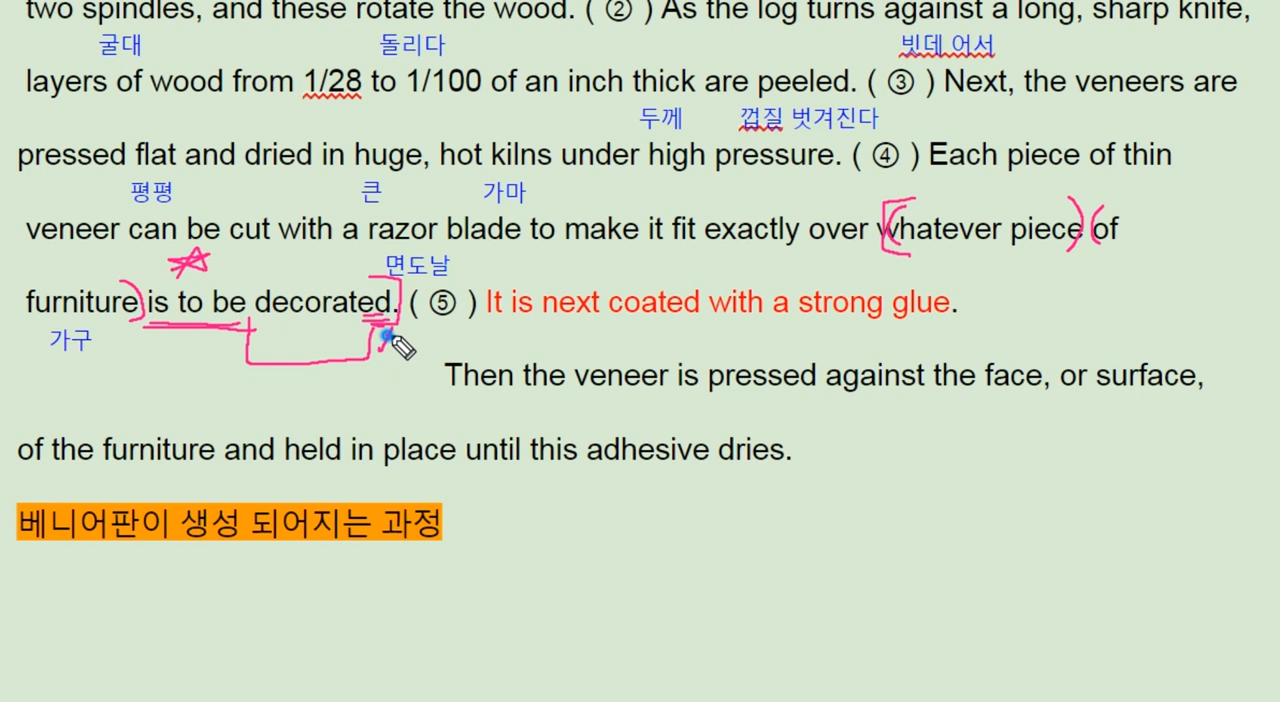 two spindles, and these rotate the wood. ( ② ) As the log turns against a long, sharp knife,
굴대 돌리다 빗데 어서
layers of wood from 1/28 to 1/100 of an inch thick are peeled. ( ③ ) Next, the veneers are
두께 껍질 벗겨진다
pressed flat and dried in huge, hot kilns under high pressure. ( ④ ) Each piece of thin
평평 큰 가마
veneer can be cut with a razor blade to make it fit exactly over whatever piece of
면도날
furniture is to be decorated. ( ⑤ ) It is next coated with a strong glue.
가구
Then the veneer is pressed against the face, or surface,
of the furniture and held in place until this adhesive dries.
베니어판이 생성 되어지는 과정